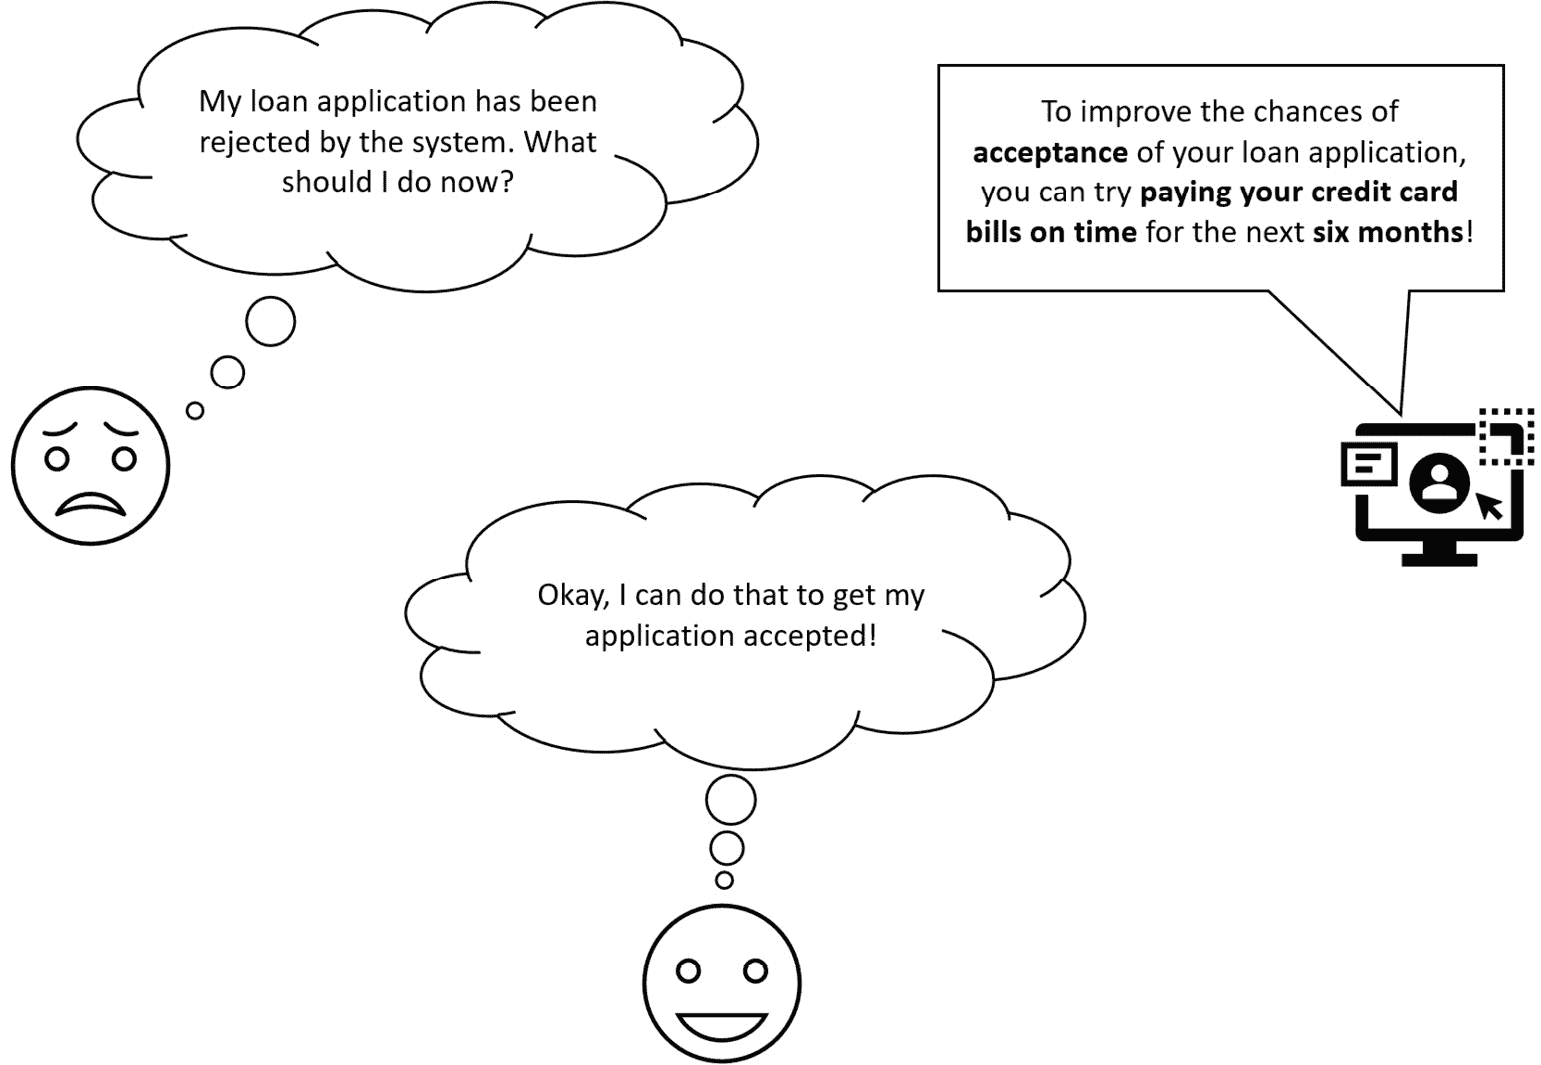 My loan application has been
rejected by the system. What
should I do now?
To improve the chances of
acceptance of your loan application,
you can try paying your credit card
bills on time for the next six months!
Okay, I can do that to get my
application accepted!